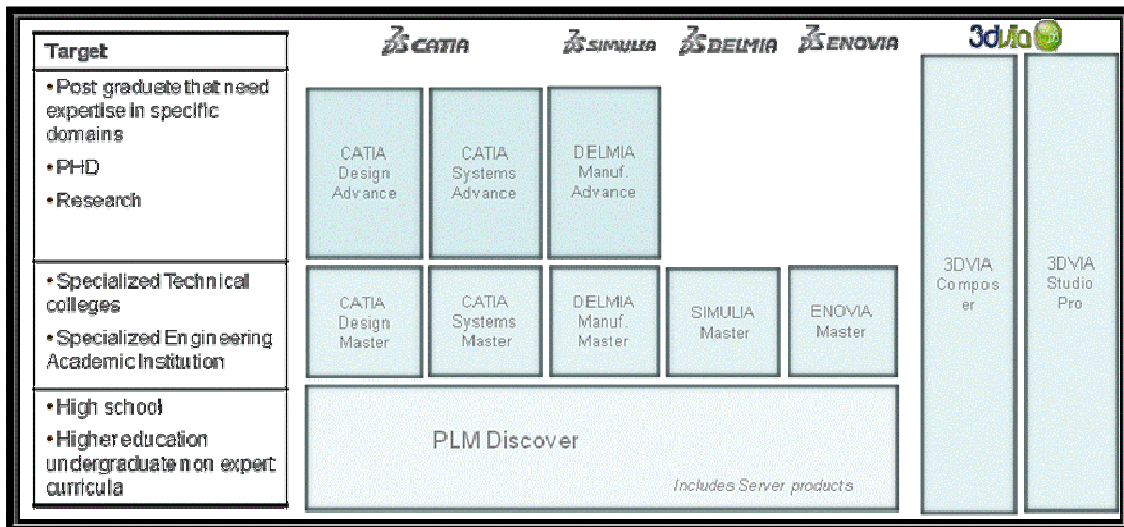 Target
CATIA
SIMULIA
DELMIA
ENOVIA
3dvia
• Post graduate that need
expertise in specific
domains
• PHD
• Research
CATIA
Design
Advance
CATIA
Systems
Advance
DELMIA
Manuf.
Advance
• Specialized Technical
colleges
• Specialized Engineering
Academic Institution
CATIA
Design
Master
CATIA
Systems
Master
DELMIA
Manuf.
Master
SIMULIA
Master
ENOVIA
Master
3DVIA
Compos
er
3DVIA
Studio
Pro
• High school
• Higher education
undergraduate non expert
curricula
PLM Discover
Includes Server products